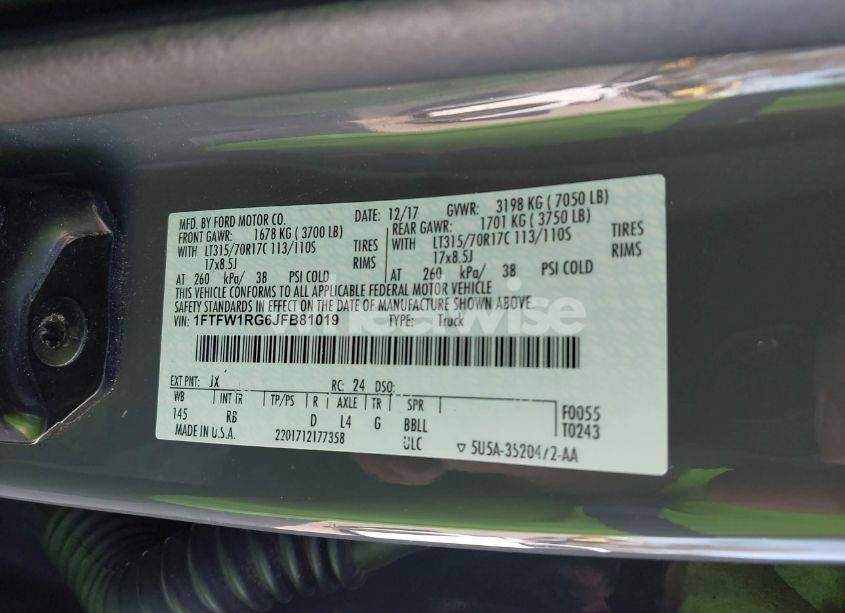 MFD. BY FORD MOTOR CO. DATE: 12/17 GVWR: 3198 KG ( 7050 LB)
FRONT GAWR: 1678 KG ( 3700 LB) REAR GAWR: 1701 KG ( 3750 LB)
WITH LT315/70R17C 113/110S TIRES WITH LT315/70R17C 113/110S TIRES
17x8.5J RIMS 17x8.5J RIMS
AT 260 kPa/ 38 PSI COLD AT 260 kPa/ 38 PSI COLD
THIS VEHICLE CONFORMS TO ALL APPLICABLE FEDERAL MOTOR VEHICLE
SAFETY STANDARDS IN EFFECT ON THE DATE OF MANUFACTURE SHOWN ABOVE.
VIN: 1FTFW1RG6JFB81019 TYPE: Truck
EXT PNT: JX RC: 24 DSO:
WB INT TR TP/PS R AXLE TR SPR
145 RB D L4 G BBLL F0055
T0243
MADE IN U.S.A. 2201712177358 ULC ▽ 5U5A-3520472-AA
wheelwise